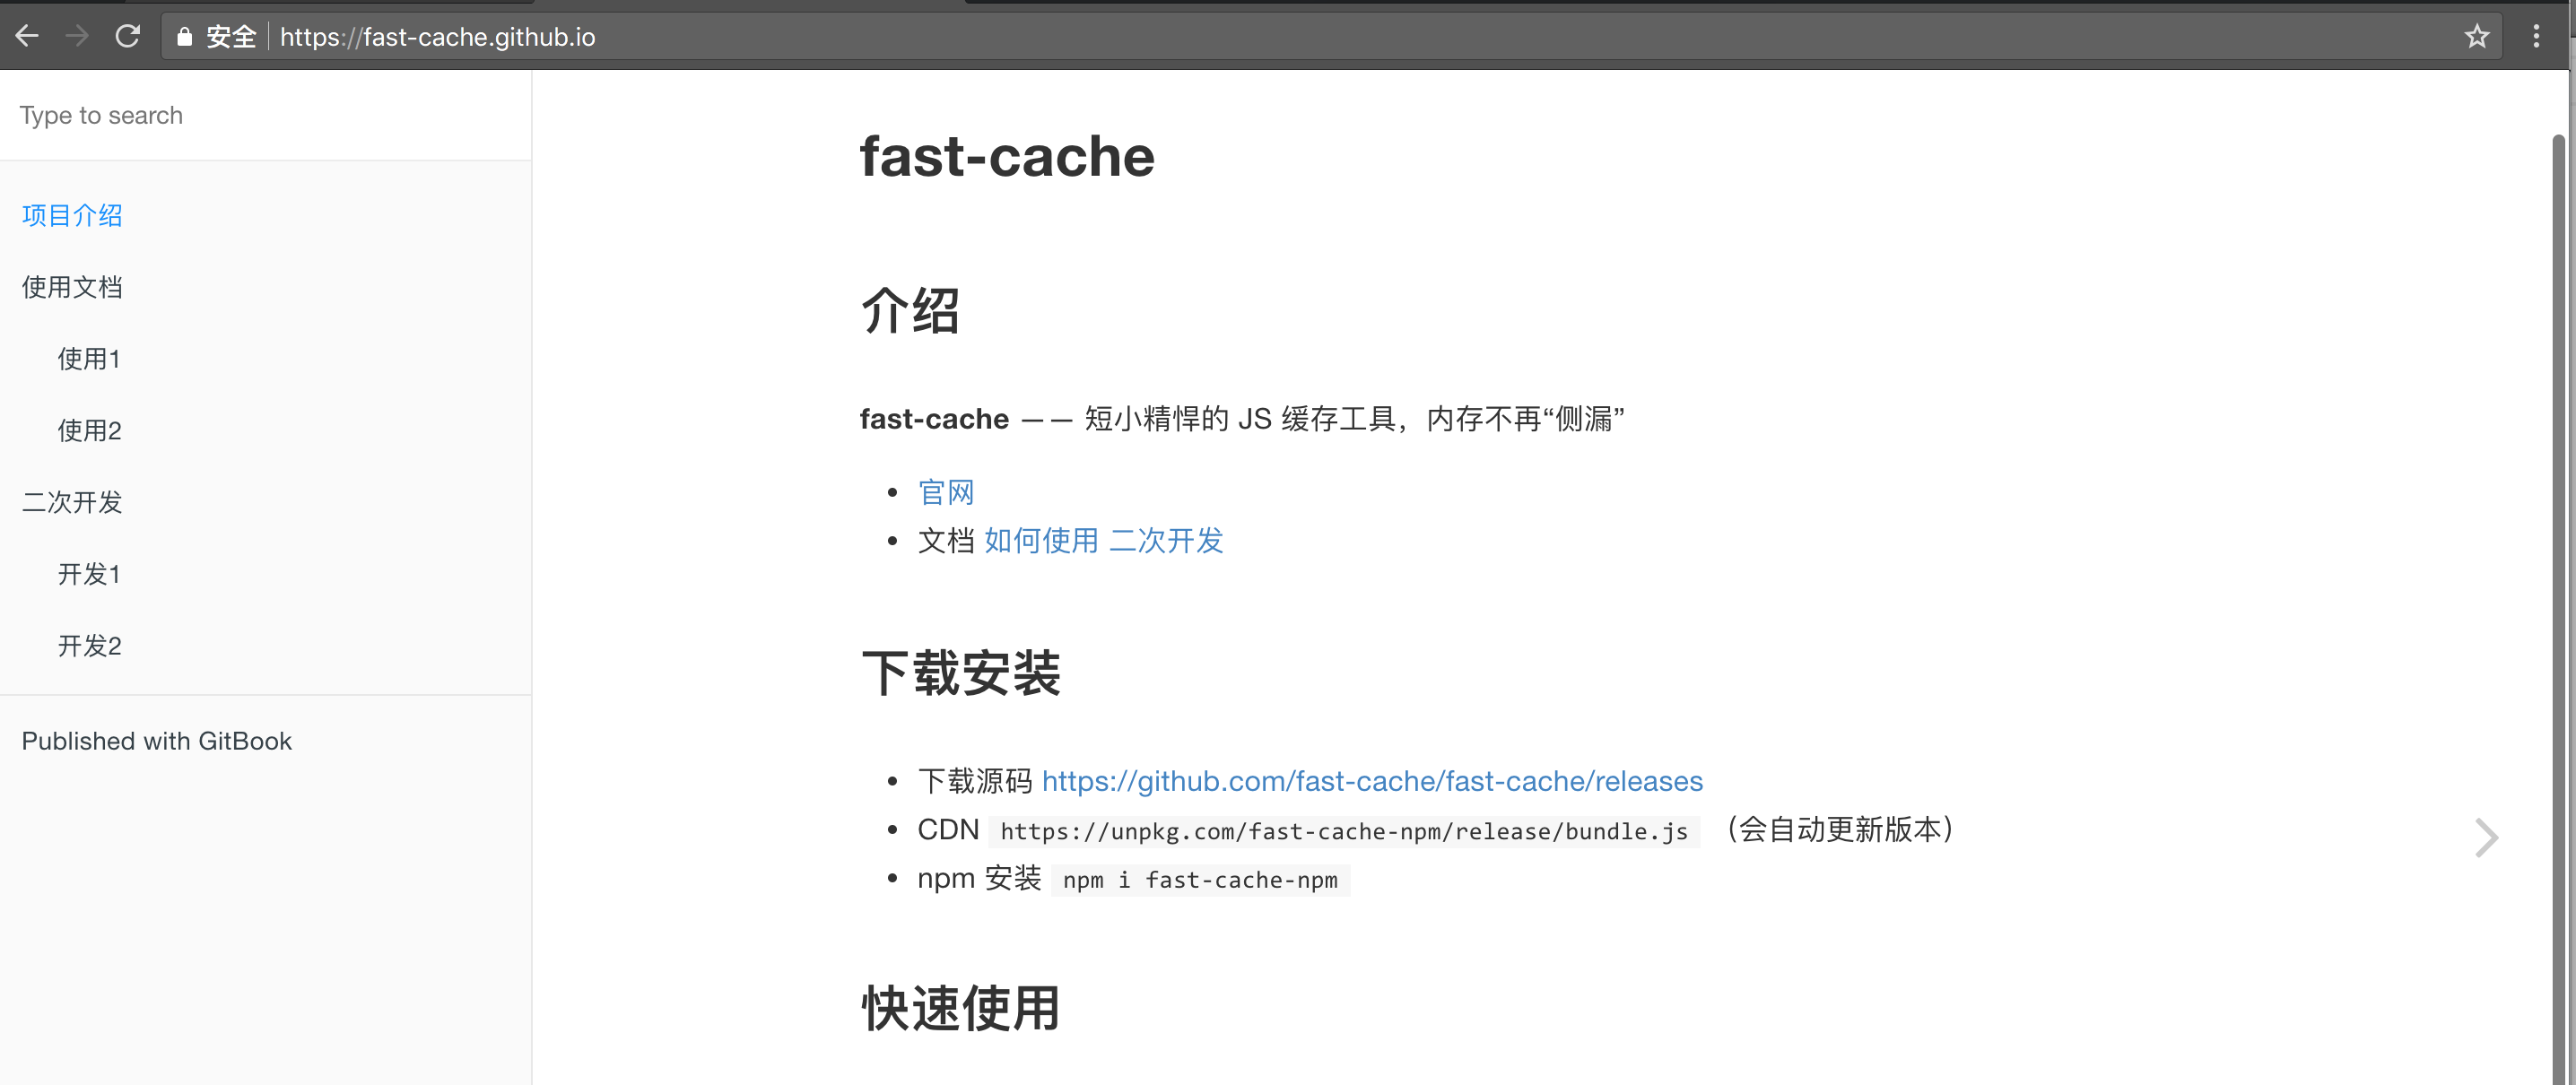 安全 https://fast-cache.github.io
Type to search
项目介绍
使用文档
使用1
使用2
二次开发
开发1
开发2
Published with GitBook
fast-cache
介绍
fast-cache —— 短小精悍的 JS 缓存工具，内存不再“侧漏”
官网
文档 如何使用 二次开发
下载安装
下载源码 https://github.com/fast-cache/fast-cache/releases
CDN https://unpkg.com/fast-cache-npm/release/bundle.js （会自动更新版本）
npm 安装 npm i fast-cache-npm
快速使用